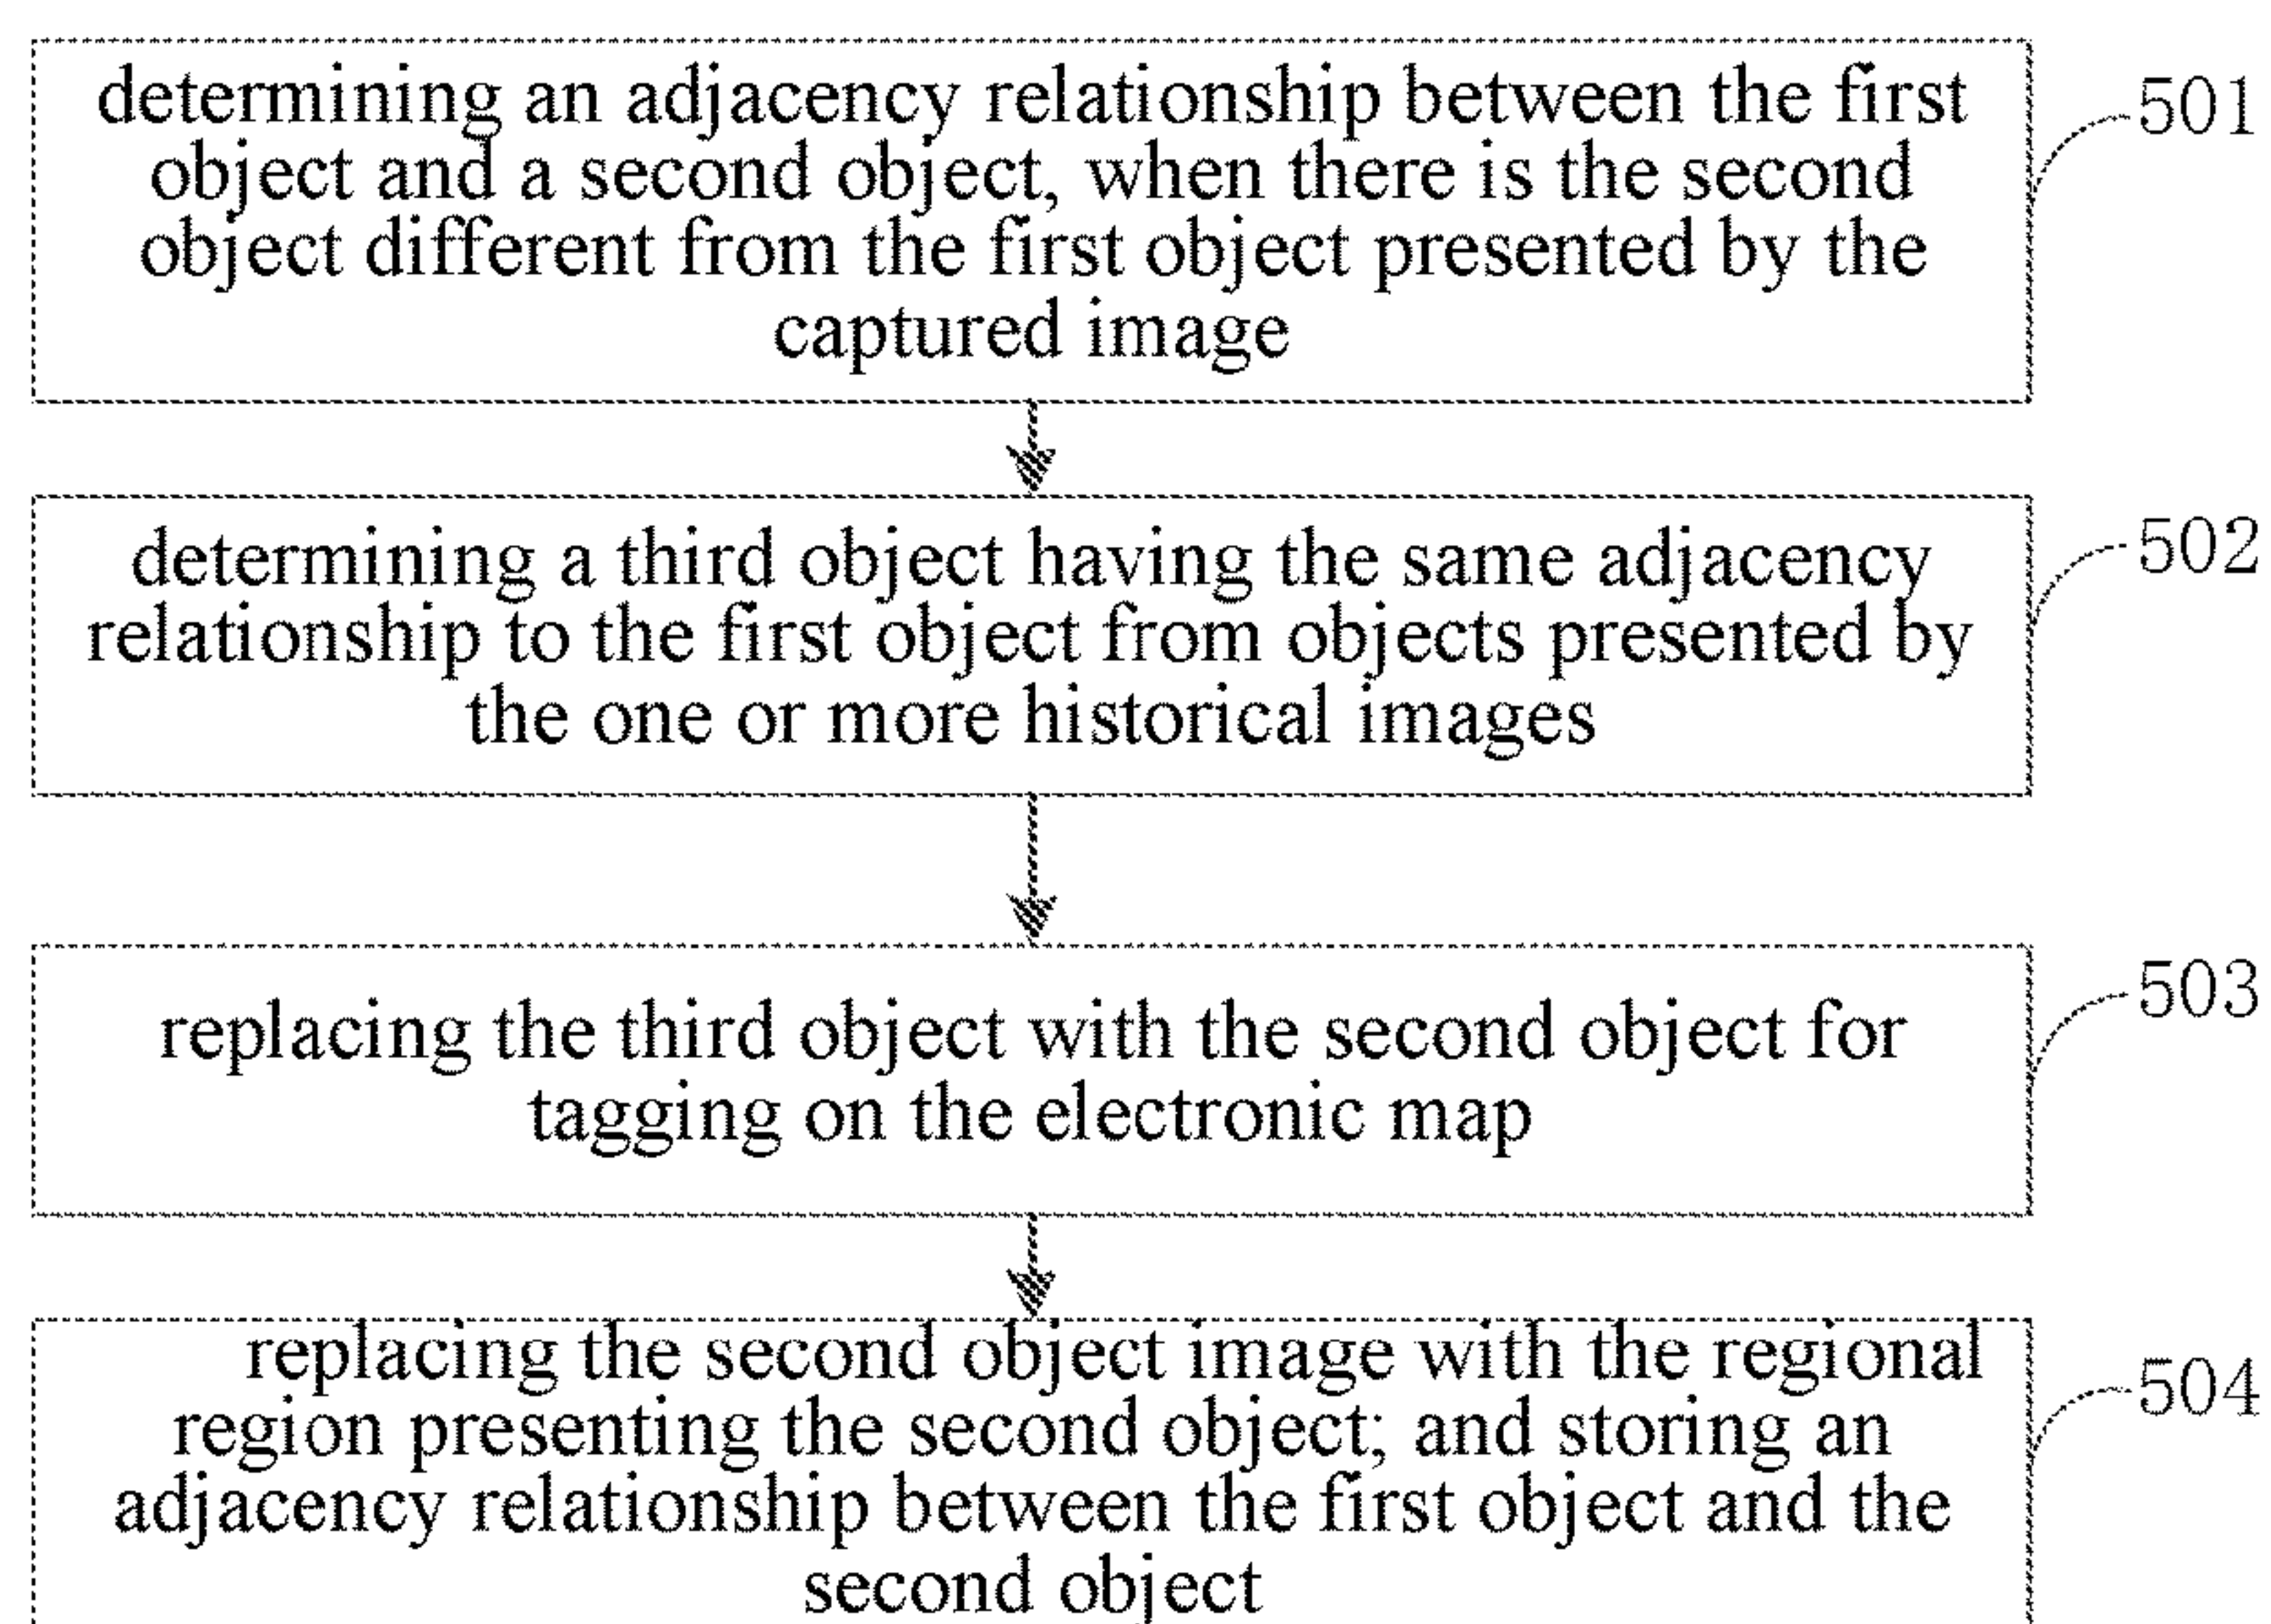 determining an adjacency relationship between the first
object and a second object, when there is the second
object different from the first object presented by the
captured image
501
determining a third object having the same adjacency
relationship to the first object from objects presented by
the one or more historical images
502
replacing the third object with the second object for
tagging on the electronic map
503
replacing the second object image with the regional
region presenting the second object; and storing an
adjacency relationship between the first object and the
second object
504